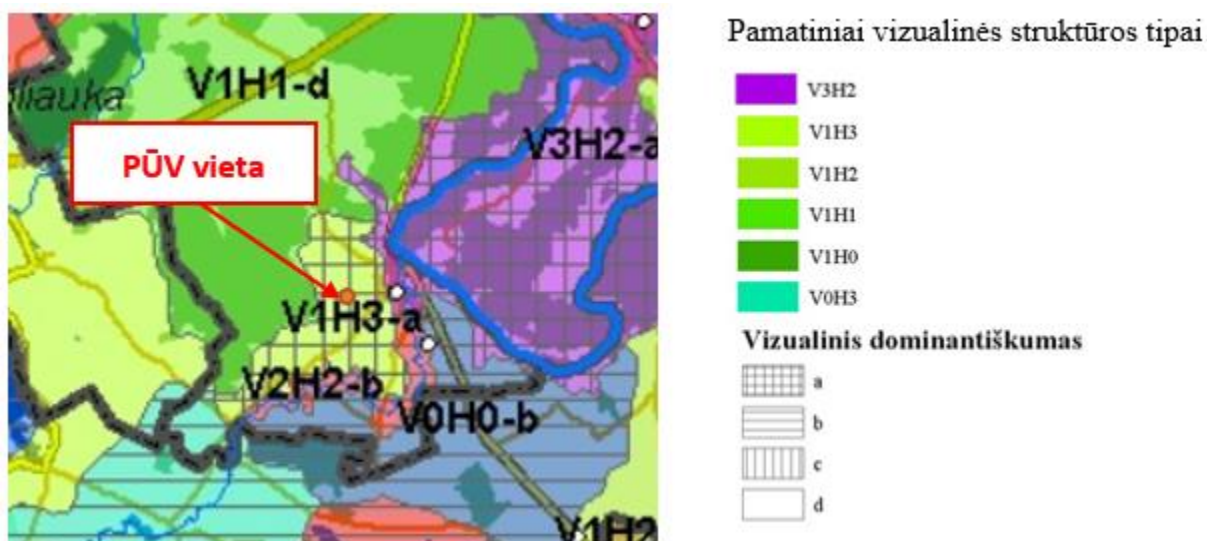 V1H1-d
PŪV vieta
V3H2-a
V1H3-a
V2H2-b
V0H0-b
V1H2
Pamatiniai vizualinės struktūros tipai
V3H2
V1H3
V1H2
V1H1
V1H0
V0H3
Vizualinis dominantiškumas
a
b
c
d